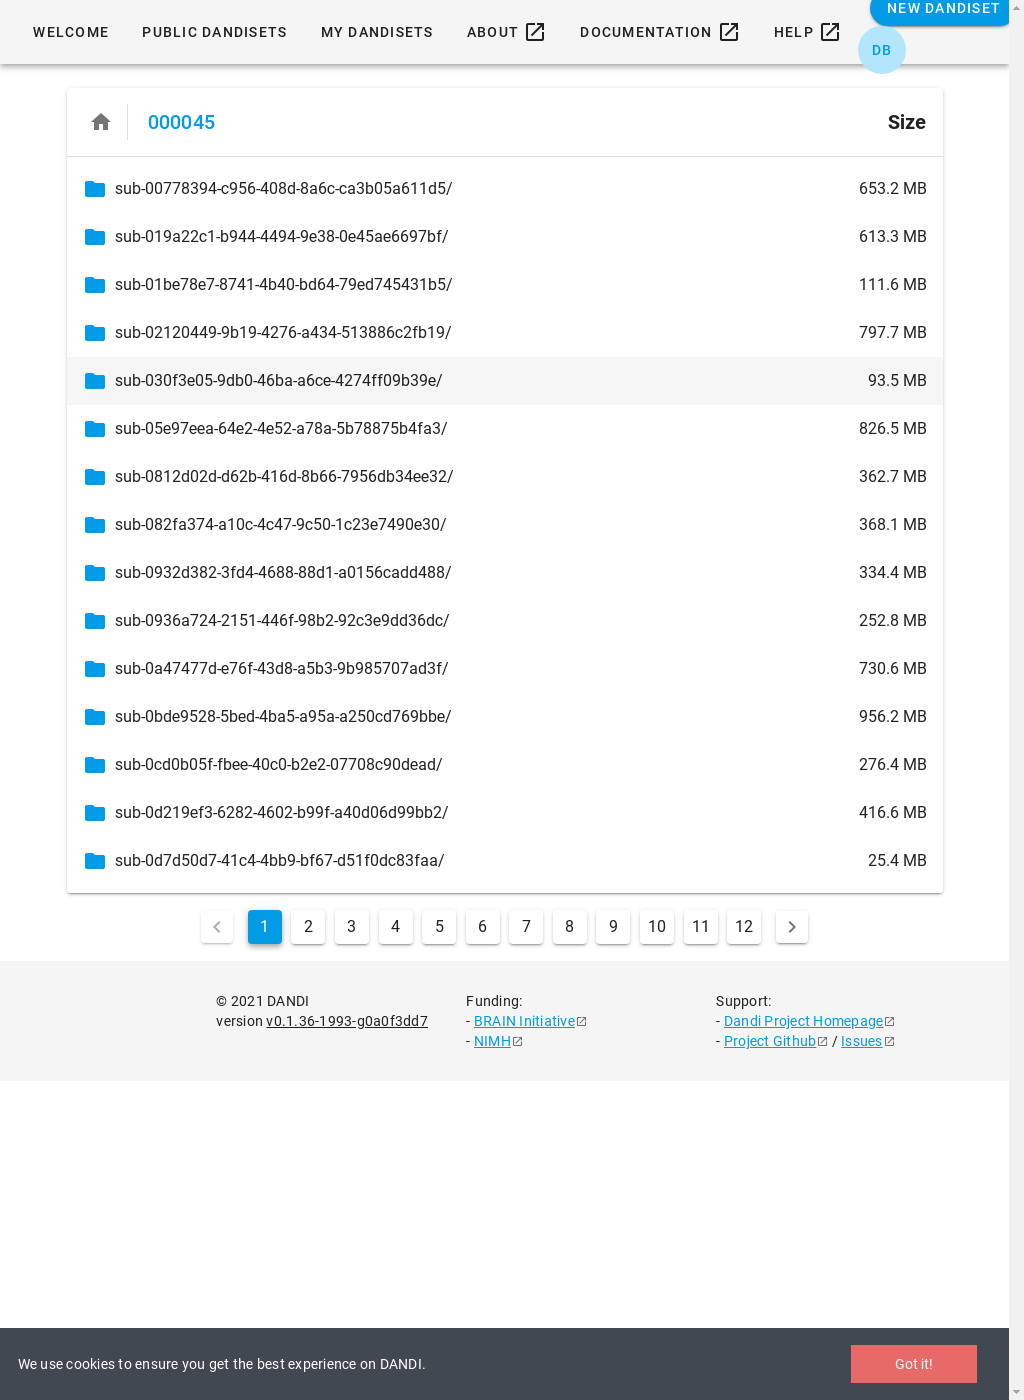 NEW DANDISET
WELCOME PUBLIC DANDISETS MY DANDISETS ABOUT DOCUMENTATION HELP
DB
000045 Size
sub-00778394-c956-408d-8a6c-ca3b05a611d5/ 653.2 MB
sub-019a22c1-b944-4494-9e38-0e45ae6697bf/ 613.3 MB
sub-01be78e7-8741-4b40-bd64-79ed745431b5/ 111.6 MB
sub-02120449-9b19-4276-a434-513886c2fb19/ 797.7 MB
sub-030f3e05-9db0-46ba-a6ce-4274ff09b39e/ 93.5 MB
sub-05e97eea-64e2-4e52-a78a-5b78875b4fa3/ 826.5 MB
sub-0812d02d-d62b-416d-8b66-7956db34ee32/ 362.7 MB
sub-082fa374-a10c-4c47-9c50-1c23e7490e30/ 368.1 MB
sub-0932d382-3fd4-4688-88d1-a0156cadd488/ 334.4 MB
sub-0936a724-2151-446f-98b2-92c3e9dd36dc/ 252.8 MB
sub-0a47477d-e76f-43d8-a5b3-9b985707ad3f/ 730.6 MB
sub-0bde9528-5bed-4ba5-a95a-a250cd769bbe/ 956.2 MB
sub-0cd0b05f-fbee-40c0-b2e2-07708c90dead/ 276.4 MB
sub-0d219ef3-6282-4602-b99f-a40d06d99bb2/ 416.6 MB
sub-0d7d50d7-41c4-4bb9-bf67-d51f0dc83faa/ 25.4 MB
1 2 3 4 5 6 7 8 9 10 11 12
© 2021 DANDI
version v0.1.36-1993-g0a0f3dd7
Funding:
- BRAIN Initiative
- NIMH
Support:
- Dandi Project Homepage
- Project Github / Issues
We use cookies to ensure you get the best experience on DANDI. Got it!